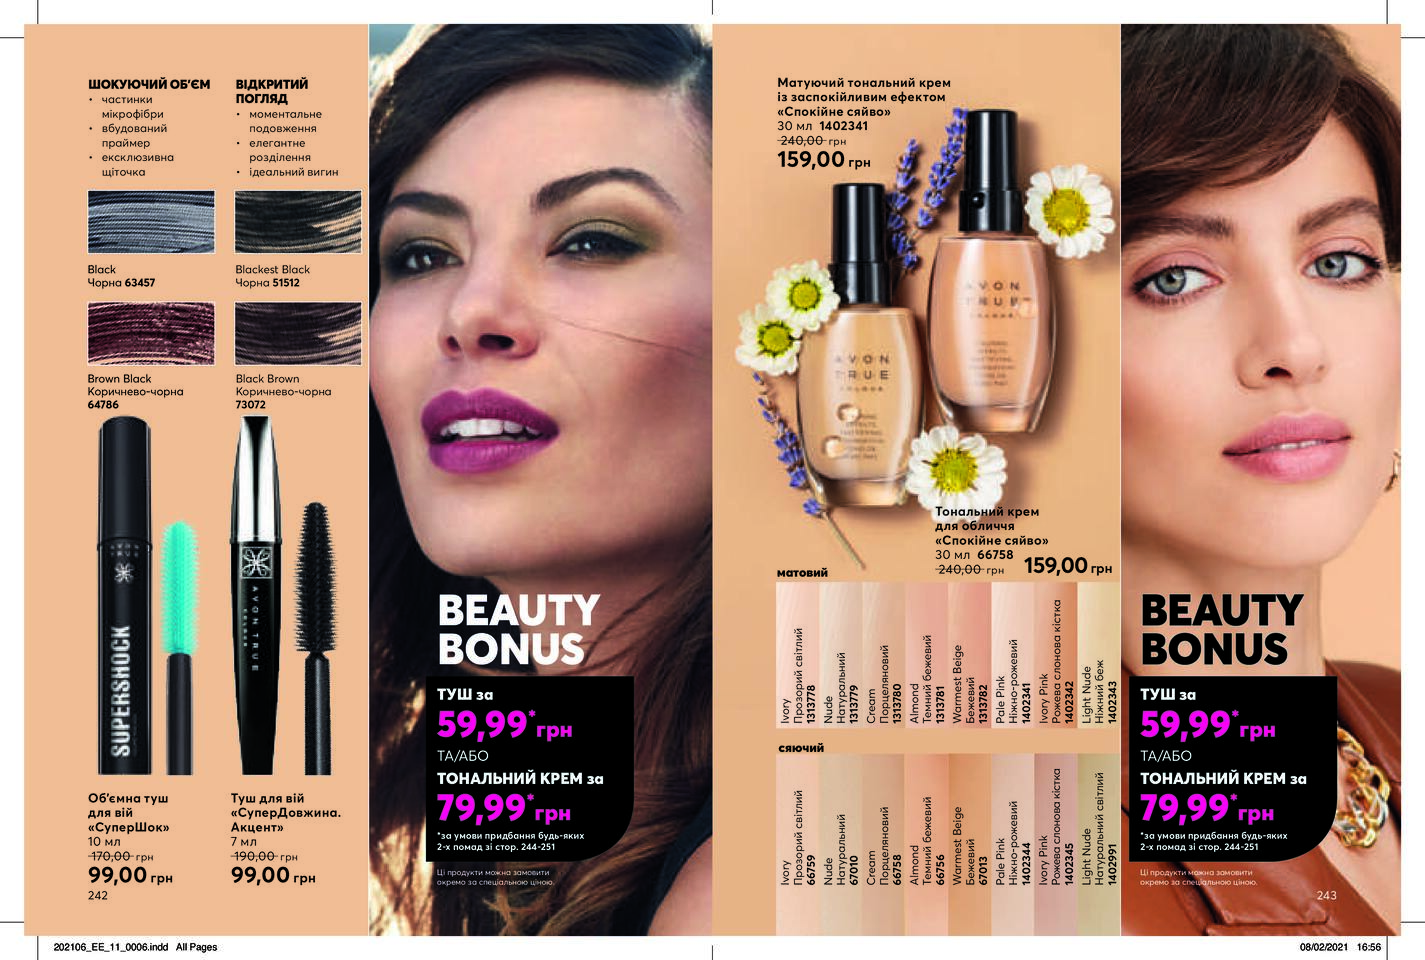 ШОКУЮЧИЙ ОБ'ЄМ
• частинки
мікрофібри
• вбудований
праймер
• ексклюзивна
щіточка
ВІДКРИТИЙ
ПОГЛЯД
• моментальне
подовження
• елегантне
розділення
• ідеальний вигин
Black
Чорна 63457
Blackest Black
Чорна 51512
Brown Black
Коричнево-чорна
64786
Black Brown
Коричнево-чорна
73072
SUPERSHOCK
AVON TRUE
Об'ємна туш
для вій
«СуперШок»
10 мл
170,00 грн
99,00 грн
242
Туш для вій
«СуперДовжина.
Акцент»
7 мл
190,00 грн
99,00 грн
BEAUTY
BONUS
ТУШ за
59,99* грн
ТА/АБО
ТОНАЛЬНИЙ КРЕМ за
79,99* грн
*за умови придбання будь-яких
2-х помад зі стор. 244-251
Ці продукти можна замовити
окремо за спеціальною ціною.
Матуючий тональний крем
із заспокійливим ефектом
«Спокійне сяйво»
30 мл 1402341
240,00 грн
159,00 грн
AVON
TRUE
AVON
TRUE
Тональний крем
для обличчя
«Спокійне сяйво»
30 мл 66758
240,00 грн 159,00 грн
матовий
Ivory
Прозорий світлий
1313778
Nude
Натуральний
1313779
Cream
Порцеляновий
1313780
Almond
Темний бежевий
1313781
Warmest Beige
Бежевий
1313782
Pale Pink
Ніжно-рожевий
1402341
Ivory Pink
Рожева слонова кістка
1402342
Light Nude
Ніжний беж
1402343
сяючий
Ivory
Прозорий світлий
66759
Nude
Натуральний
67010
Cream
Порцеляновий
66758
Almond
Темний бежевий
66756
Warmest Beige
Бежевий
67013
Pale Pink
Ніжно-рожевий
1402344
Ivory Pink
Рожева слонова кістка
1402345
Light Nude
Натуральний світлий
1402991
BEAUTY
BONUS
ТУШ за
59,99* грн
ТА/АБО
ТОНАЛЬНИЙ КРЕМ за
79,99* грн
*за умови придбання будь-яких
2-х помад зі стор. 244-251
Ці продукти можна замовити
окремо за спеціальною ціною.
243
202106_EE_11_0006.indd All Pages
08/02/2021 16:56